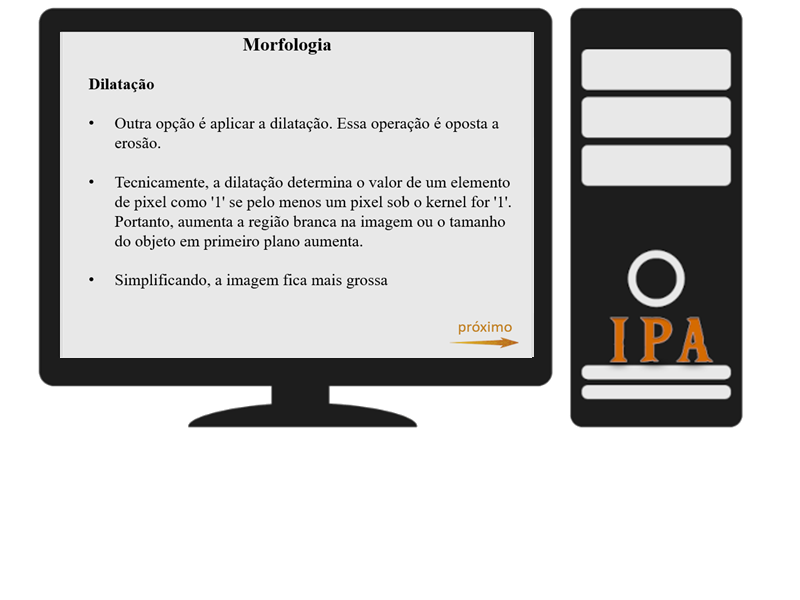 Morfologia
Dilatação
• Outra opção é aplicar a dilatação. Essa operação é oposta a
erosão.
• Tecnicamente, a dilatação determina o valor de um elemento
de pixel como '1' se pelo menos um pixel sob o kernel for '1'.
Portanto, aumenta a região branca na imagem ou o tamanho
do objeto em primeiro plano aumenta.
• Simplificando, a imagem fica mais grossa
próximo
IPA